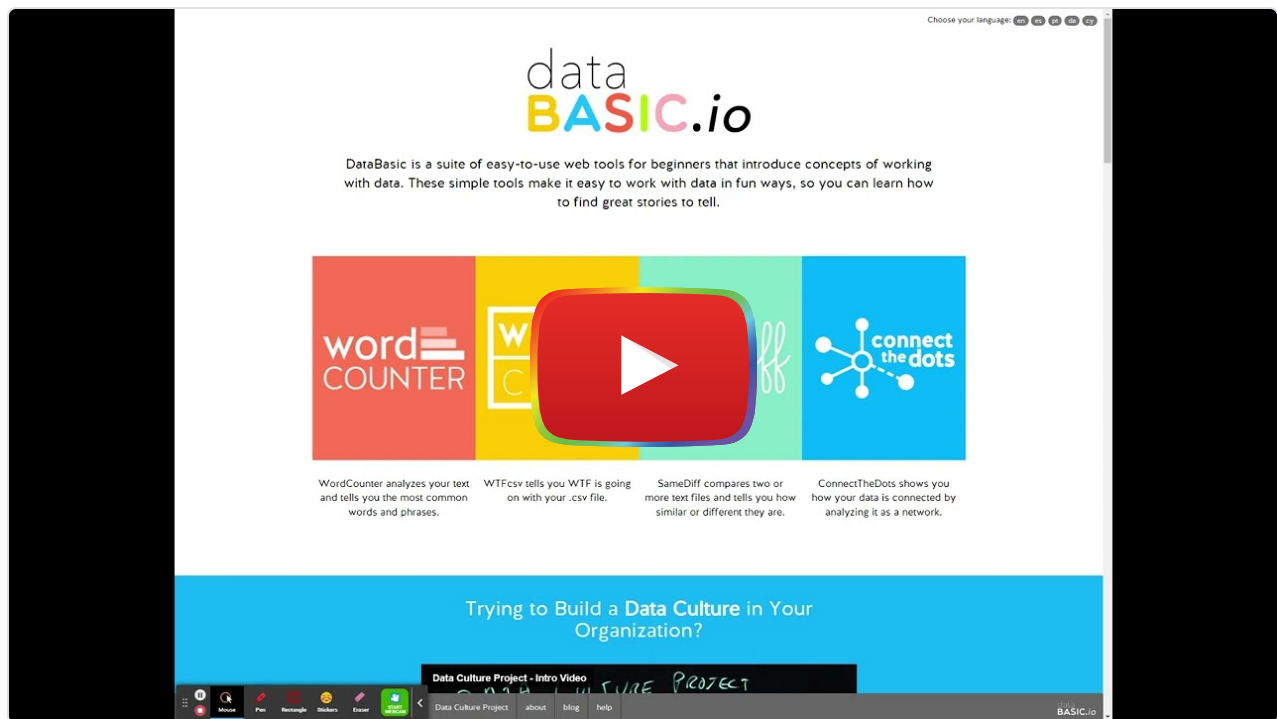 Choose your language: en es pt da cy
data
BASIC.io
DataBasic is a suite of easy-to-use web tools for beginners that introduce concepts of working
with data. These simple tools make it easy to work with data in fun ways, so you can learn how
to find great stories to tell.
word
COUNTER
W
C
ff
connect
the dots
WordCounter analyzes your text
and tells you the most common
words and phrases.
WTFcsv tells you WTF is going
on with your .csv file.
SameDiff compares two or
more text files and tells you how
similar or different they are.
ConnectTheDots shows you
how your data is connected by
analyzing it as a network.
Trying to Build a Data Culture in Your
Organization?
Data Culture Project - Intro Video
PROJECT
Mouse Pen Rectangle Stickers Eraser START WEBCAM
Data Culture Project about blog help
data
BASIC.io